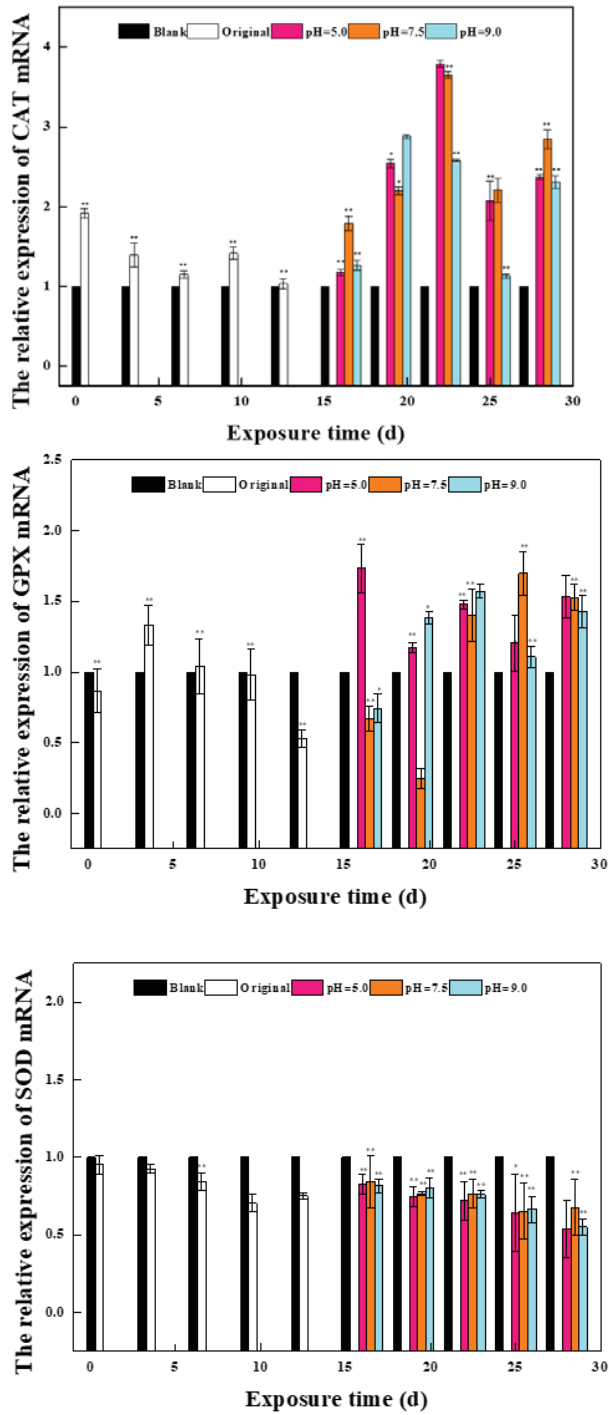 The relative expression of CAT mRNA
Blank Original pH=5.0 pH=7.5 pH=9.0
4
3
2
1
0
** ** ** ** ** ** ** ** * * ** ** ** ** ** ** **
0 5 10 15 20 25 30
Exposure time (d)
The relative expression of GPX mRNA
2.5
Blank Original pH=5.0 pH=7.5 pH=9.0
2.0
1.5
1.0
0.5
0.0
** ** ** ** ** ** ** * ** * ** ** ** ** ** **
0 5 10 15 20 25 30
Exposure time (d)
The relative expression of SOD mRNA
Blank Original pH=5.0 pH=7.5 pH=9.0
2.0
1.5
1.0
0.5
0.0
** ** ** ** ** ** ** ** ** ** * ** ** ** **
0 5 10 15 20 25 30
Exposure time (d)